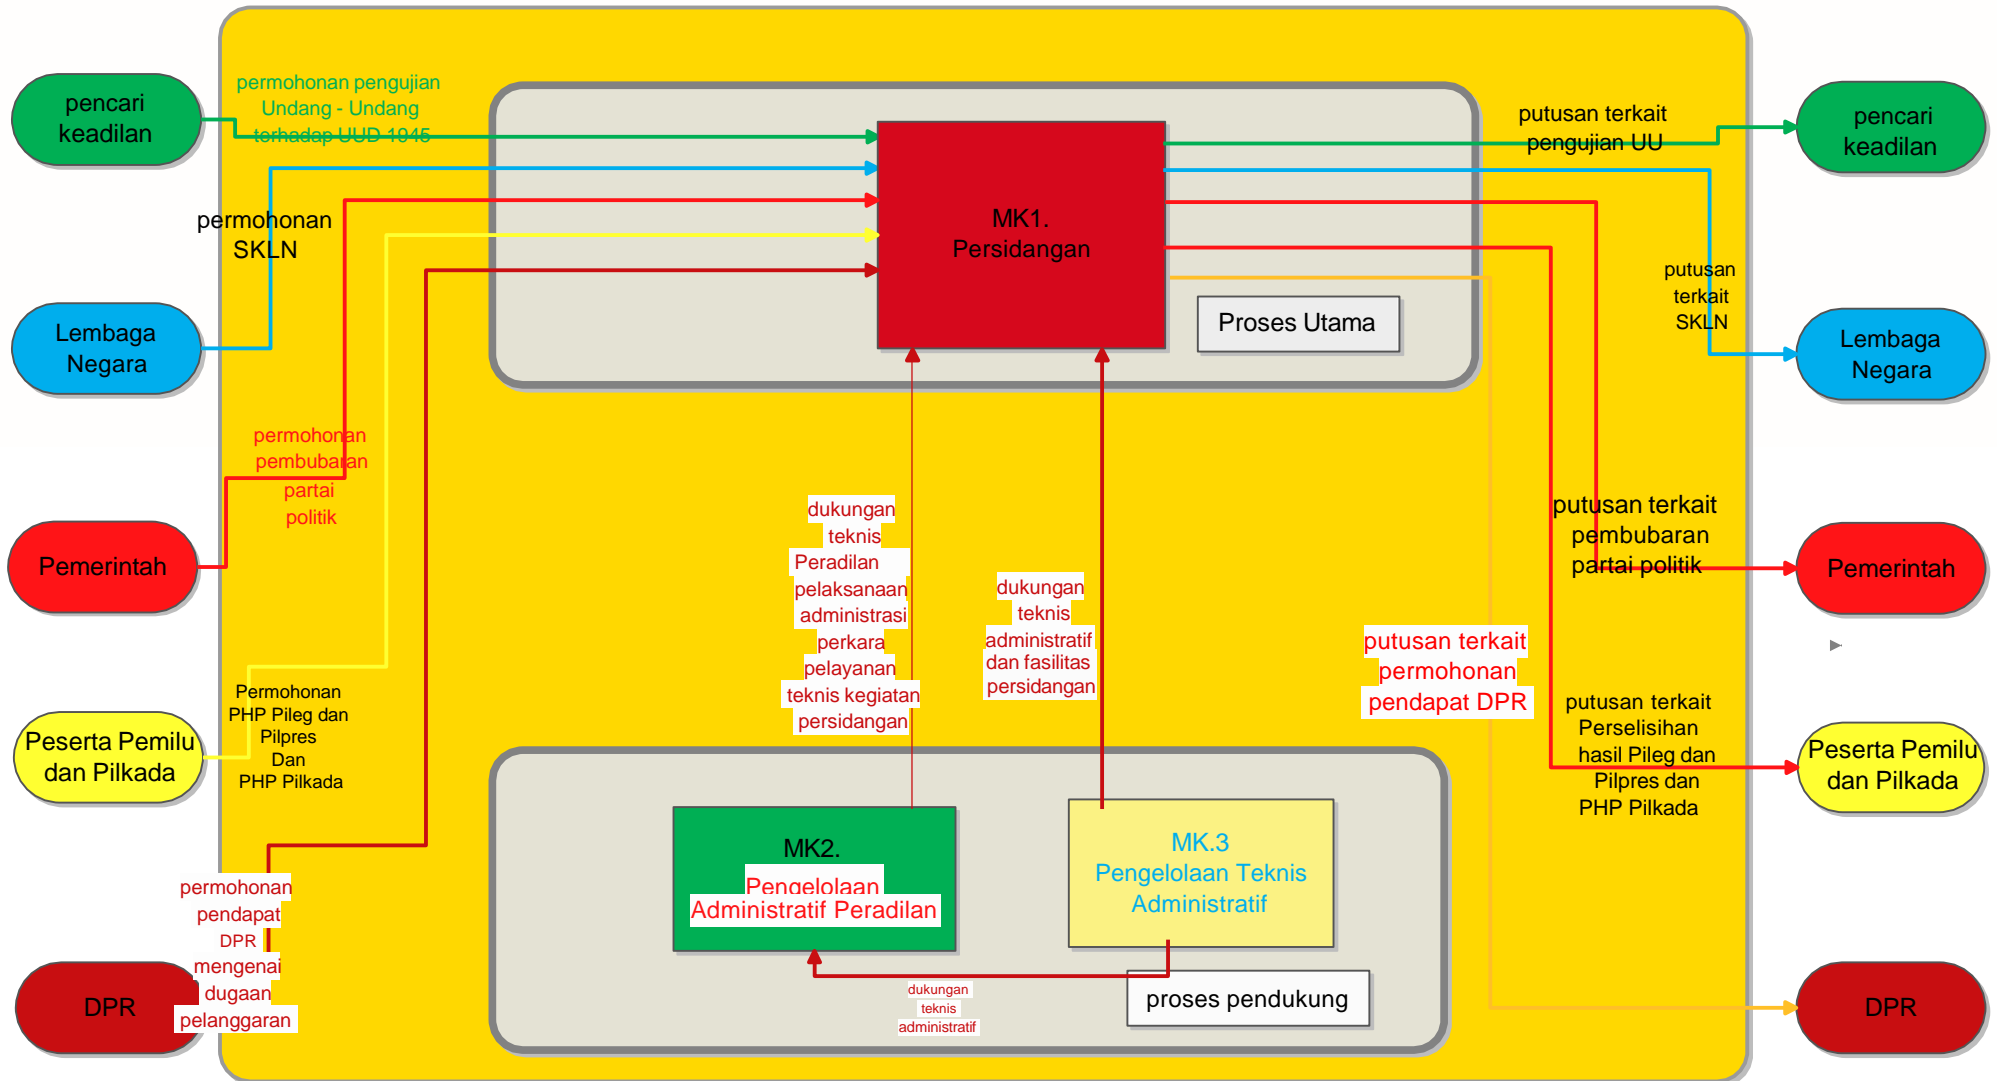 pencari
keadilan
permohonan pengujian
Undang - Undang
terhadap UUD 1945
permohonan
SKLN
Lembaga
Negara
permohonan
pembubaran
partai
politik
Pemerintah
Permohonan
PHP Pileg dan
Pilpres
Dan
PHP Pilkada
Peserta Pemilu
dan Pilkada
permohonan
pendapat
DPR
mengenai
dugaan
pelanggaran
DPR
MK1.
Persidangan
Proses Utama
dukungan
teknis
Peradilan
pelaksanaan
administrasi
perkara
pelayanan
teknis kegiatan
persidangan
dukungan
teknis
administratif
dan fasilitas
persidangan
MK2.
Pengelolaan
Administratif Peradilan
MK.3
Pengelolaan Teknis
Administratif
dukungan
teknis
administratif
proses pendukung
putusan terkait
pengujian UU
putusan
terkait
SKLN
putusan terkait
pembubaran
partai politik
putusan terkait
permohonan
pendapat DPR
putusan terkait
Perselisihan
hasil Pileg dan
Pilpres dan
PHP Pilkada
pencari
keadilan
Lembaga
Negara
Pemerintah
Peserta Pemilu
dan Pilkada
DPR